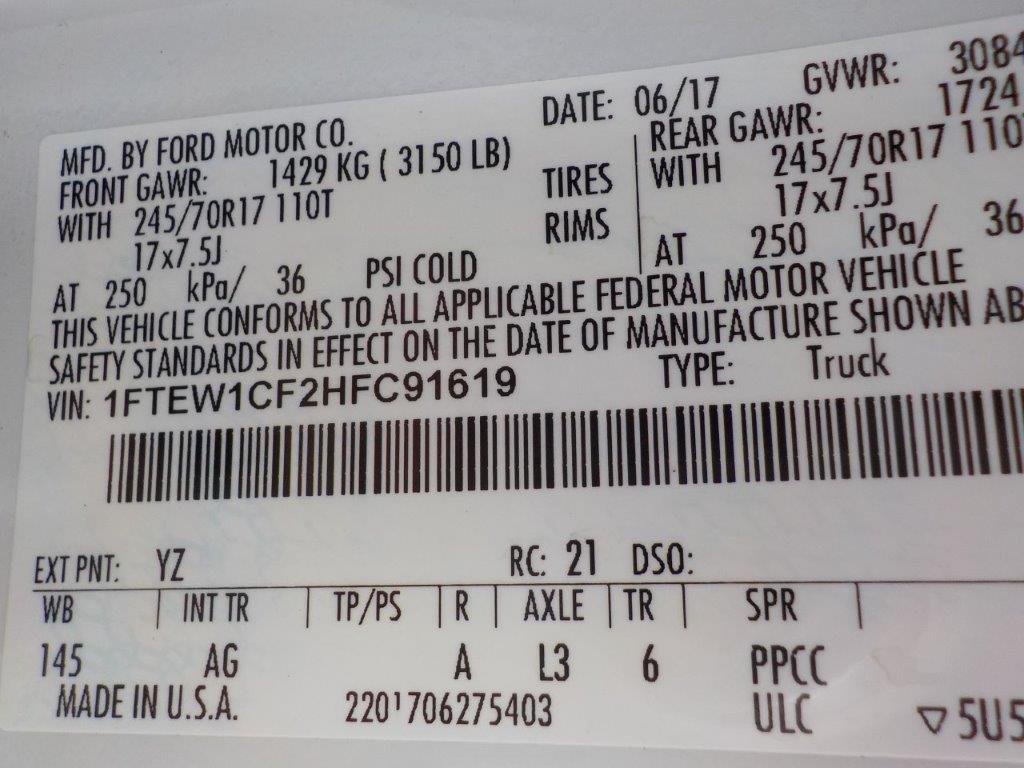 MFD. BY FORD MOTOR CO. DATE: 06/17 GVWR: 3084
FRONT GAWR: 1429 KG ( 3150 LB) REAR GAWR: 1724
WITH 245/70R17 110T TIRES WITH 245/70R17 110T
17x7.5J RIMS 17x7.5J
AT 250 kPa/ 36 PSI COLD AT 250 kPa/ 36
THIS VEHICLE CONFORMS TO ALL APPLICABLE FEDERAL MOTOR VEHICLE
SAFETY STANDARDS IN EFFECT ON THE DATE OF MANUFACTURE SHOWN AB
VIN: 1FTEW1CF2HFC91619 TYPE: Truck
EXT PNT: YZ RC: 21 DSO:
WB INT TR TP/PS R AXLE TR SPR
145 AG A L3 6 PPCC
MADE IN U.S.A. 2201706275403 ULC ▽5U5